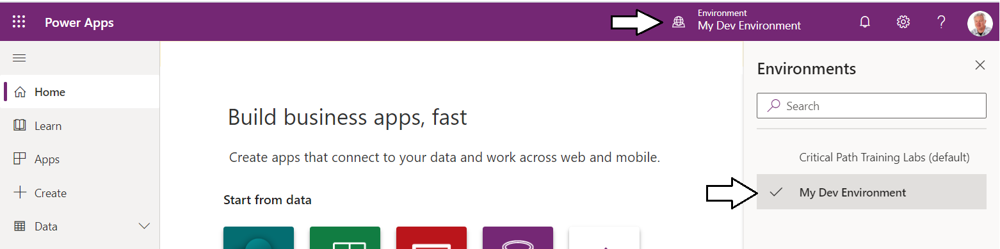 Power Apps
Environment
My Dev Environment
?
Home
Learn
Apps
Create
Data
Build business apps, fast
Create apps that connect to your data and work across web and mobile.
Start from data
Environments
Search
Critical Path Training Labs (default)
My Dev Environment